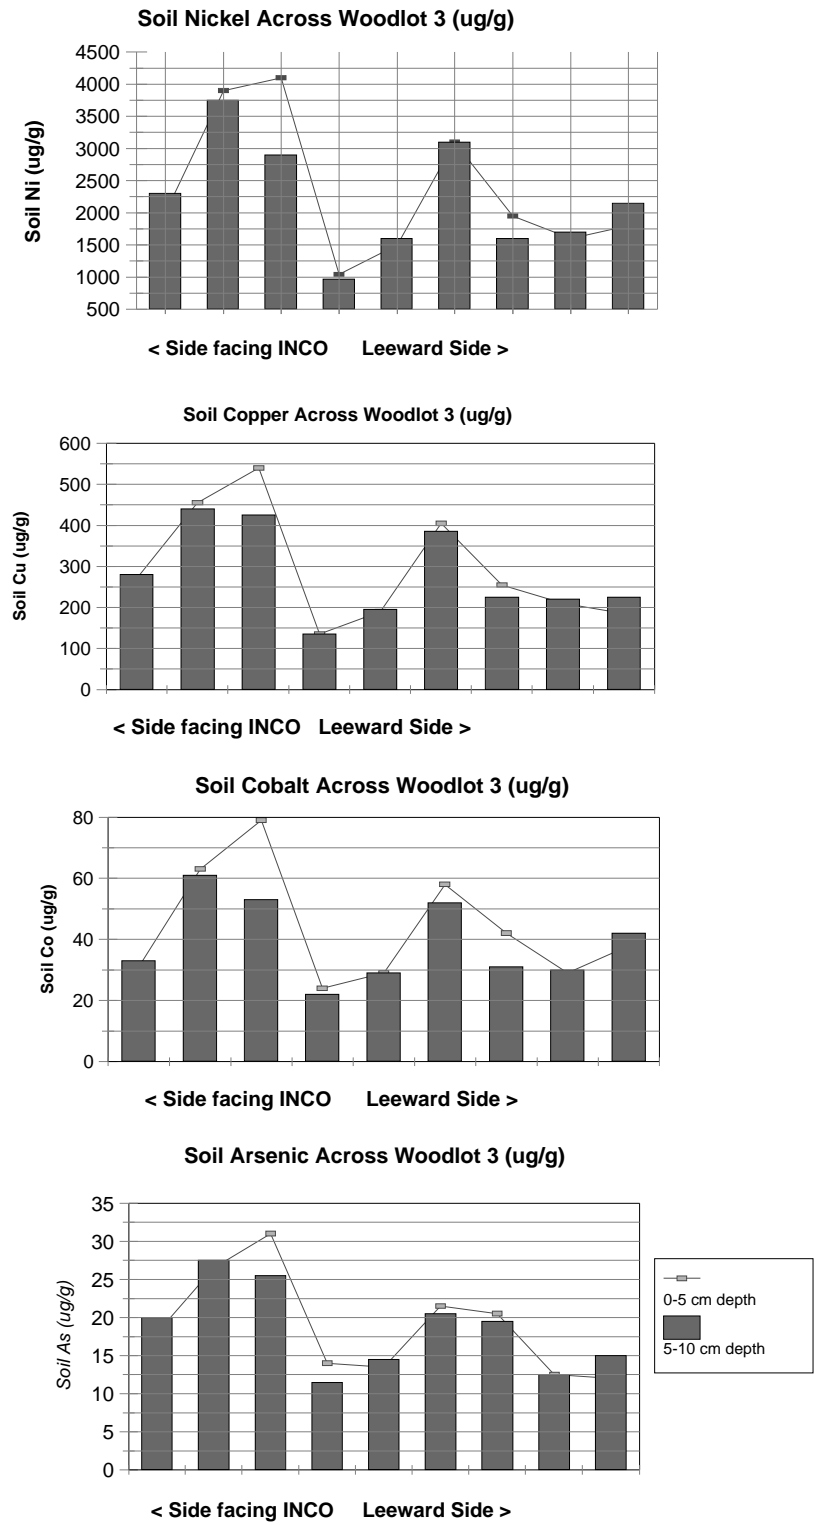 Soil Nickel Across Woodlot 3 (ug/g)
4500
4000
3500
3000
2500
2000
1500
1000
500
Soil Ni (ug/g)
< Side facing INCO Leeward Side >
Soil Copper Across Woodlot 3 (ug/g)
600
500
400
300
200
100
0
Soil Cu (ug/g)
< Side facing INCO Leeward Side >
Soil Cobalt Across Woodlot 3 (ug/g)
80
60
40
20
0
Soil Co (ug/g)
< Side facing INCO Leeward Side >
Soil Arsenic Across Woodlot 3 (ug/g)
35
30
25
20
15
10
5
0
Soil As (ug/g)
0-5 cm depth
5-10 cm depth
< Side facing INCO Leeward Side >